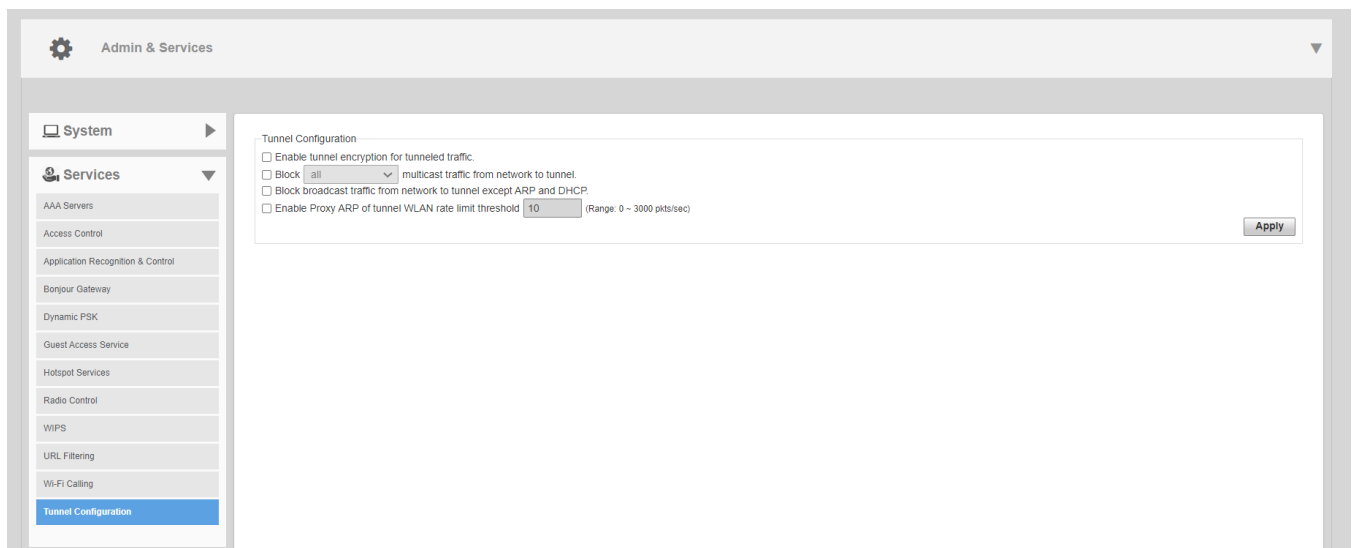 Admin & Services
System
Services
AAA Servers
Access Control
Application Recognition & Control
Bonjour Gateway
Dynamic PSK
Guest Access Service
Hotspot Services
Radio Control
WIPS
URL Filtering
Wi-Fi Calling
Tunnel Configuration
Tunnel Configuration
Enable tunnel encryption for tunneled traffic.
Block all multicast traffic from network to tunnel.
Block broadcast traffic from network to tunnel except ARP and DHCP.
Enable Proxy ARP of tunnel WLAN rate limit threshold 10 (Range: 0 ~ 3000 pkts/sec)
Apply